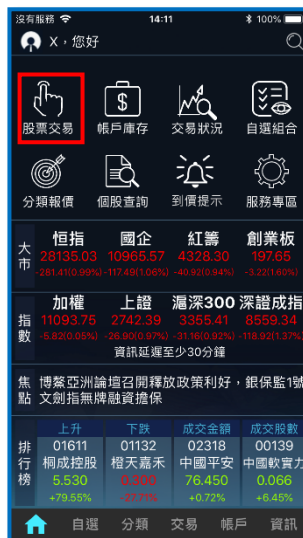 沒有服務 14:11 100%
X，您好
股票交易 帳戶庫存 交易狀況 自選組合
分類報價 個股查詢 到價提示 服務專區
大市 恒指 國企 紅籌 創業板
28135.03 10965.57 4328.30 197.65
-281.41(0.99%) -117.49(1.06%) -40.92(0.94%) -3.22(1.60%)
指數 加權 上證 滬深300 深證成指
11093.75 2742.39 3355.41 8559.34
-5.82(0.05%) -26.90(0.97%) -31.16(0.92%) -118.92(1.37%)
資訊延遲至少30分鐘
焦點 博鰲亞洲論壇召開釋放政策利好，銀保監1號
文創指無牌融資擔保
排行榜 上升 下跌 成交金額 成交股數
01611 01132 02318 00139
桐成控股 橙天嘉禾 中國平安 中國軟實力
5.530 0.300 76.450 0.066
+79.55% -27.71% +0.72% +6.45%
自選 分類 交易 帳戶 資訊